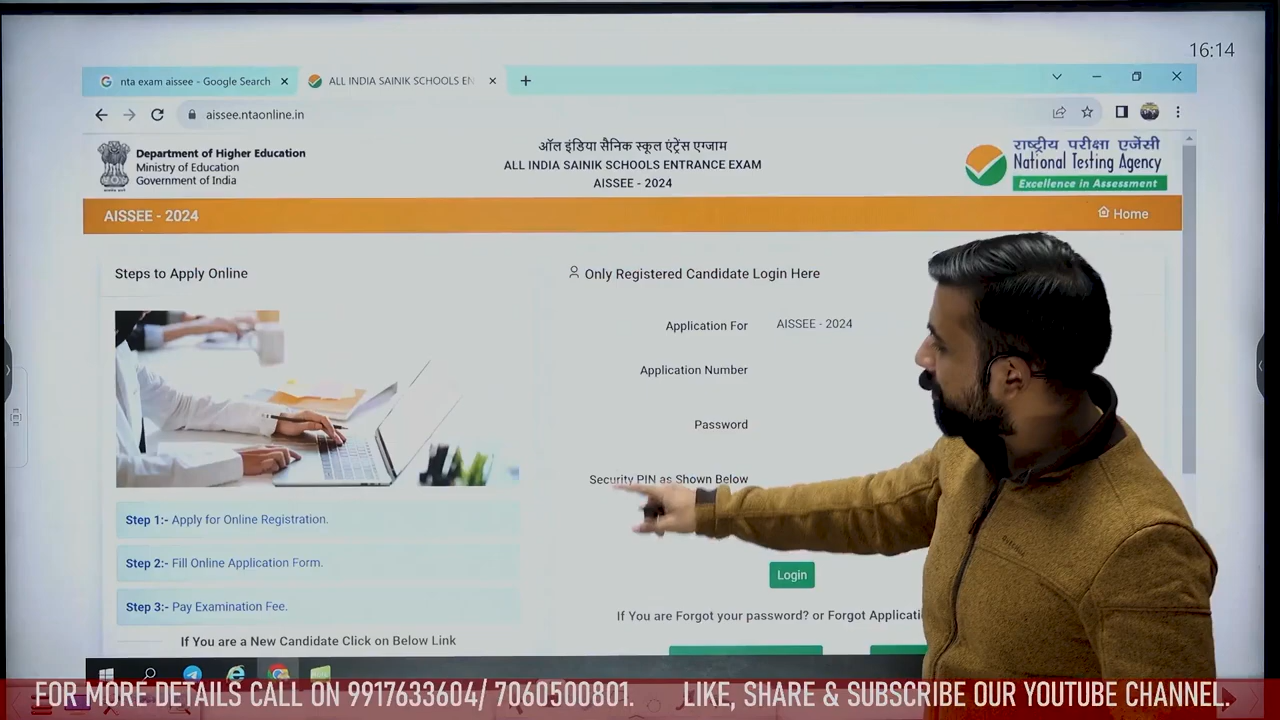 16:14
nta exam aissee - Google Search
ALL INDIA SAINIK SCHOOLS EN
aissee.ntaonline.in
Department of Higher Education
Ministry of Education
Government of India
ऑल इंडिया सैनिक स्कूल एंट्रेंस एग्जाम
ALL INDIA SAINIK SCHOOLS ENTRANCE EXAM
AISSEE - 2024
राष्ट्रीय परीक्षा एजेंसी
National Testing Agency
Excellence in Assessment
AISSEE - 2024
Home
Steps to Apply Online
Only Registered Candidate Login Here
Application For AISSEE - 2024
Application Number
Password
Security PIN as Shown Below
Step 1:- Apply for Online Registration.
Step 2:- Fill Online Application Form.
Step 3:- Pay Examination Fee.
If You are a New Candidate Click on Below Link
Login
If You are Forgot your password? or Forgot Applicati
FOR MORE DETAILS CALL ON 9917633604/ 7060500801. LIKE, SHARE & SUBSCRIBE OUR YOUTUBE CHANNEL.